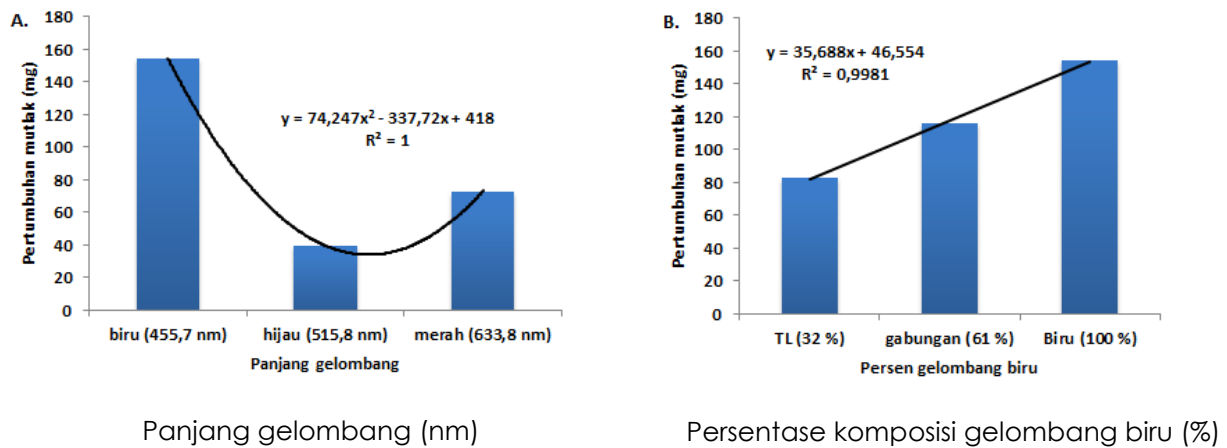 A.
180
160
140
120
100
80
60
40
20
0
Pertumbuhan mutlak (mg)
y = 74,247x² - 337,72x + 418
R² = 1
biru (455,7 nm) hijau (515,8 nm) merah (633,8 nm)
Panjang gelombang
Panjang gelombang (nm)
B.
180
160
140
120
100
80
60
40
20
0
Pertumbuhan mutlak (mg)
y = 35,688x + 46,554
R² = 0,9981
TL (32 %) gabungan (61 %) Biru (100 %)
Persen gelombang biru
Persentase komposisi gelombang biru (%)